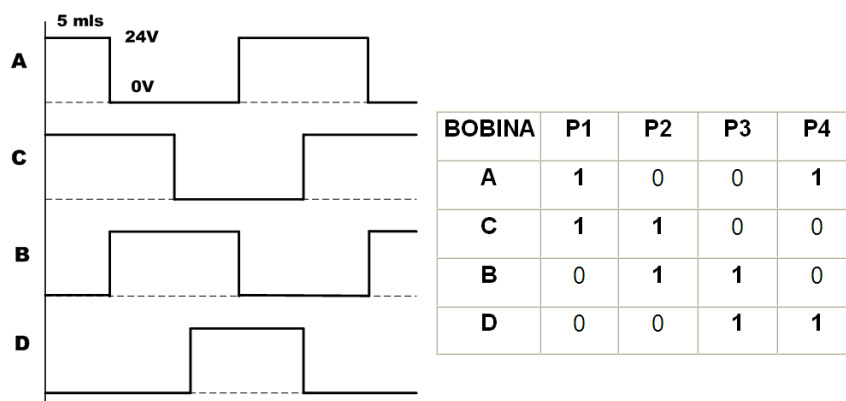 5 mls
24V
A
0V
C
B
D
BOBINA P1 P2 P3 P4
A 1 0 0 1
C 1 1 0 0
B 0 1 1 0
D 0 0 1 1